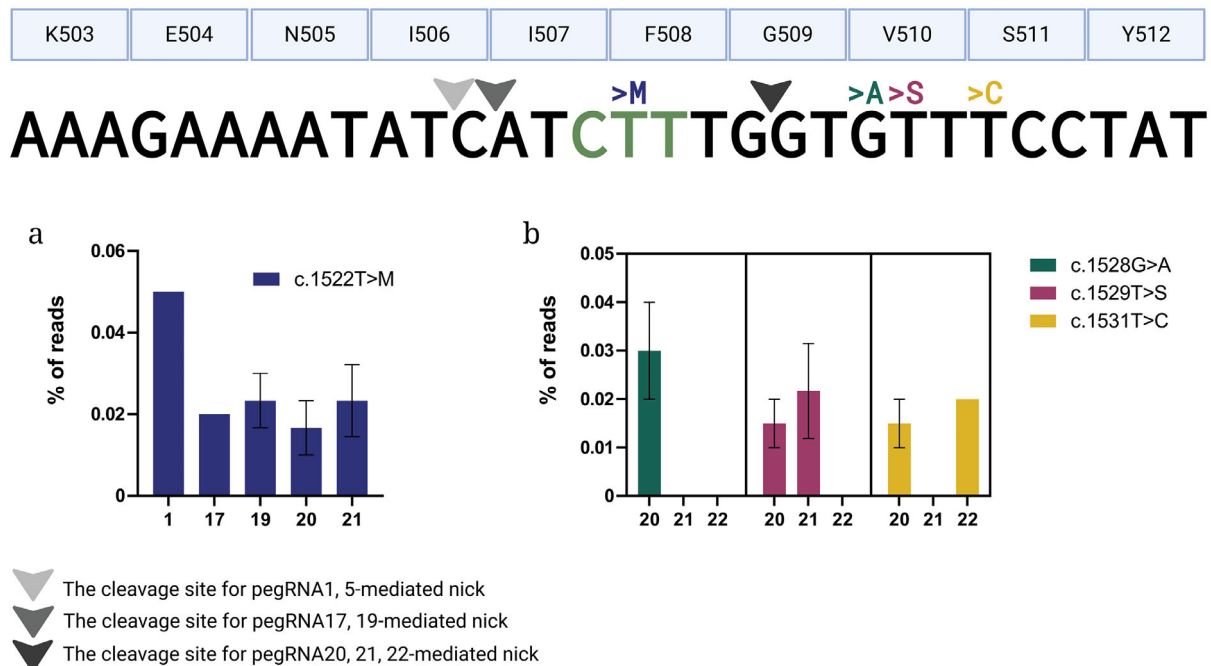 K503 E504 N505 I506 I507 F508 G509 V510 S511 Y512
>M >A >S >C
AAAGAAAATATCATCTTTGGTGTTTCCTAT
a
b
0.06
0.04
0.02
0
% of reads
c.1522T>M
1 17 19 20 21
0.05
0.04
0.03
0.02
0.01
0
% of reads
c.1528G>A
c.1529T>S
c.1531T>C
20 21 22 20 21 22 20 21 22
The cleavage site for pegRNA1, 5-mediated nick
The cleavage site for pegRNA17, 19-mediated nick
The cleavage site for pegRNA20, 21, 22-mediated nick